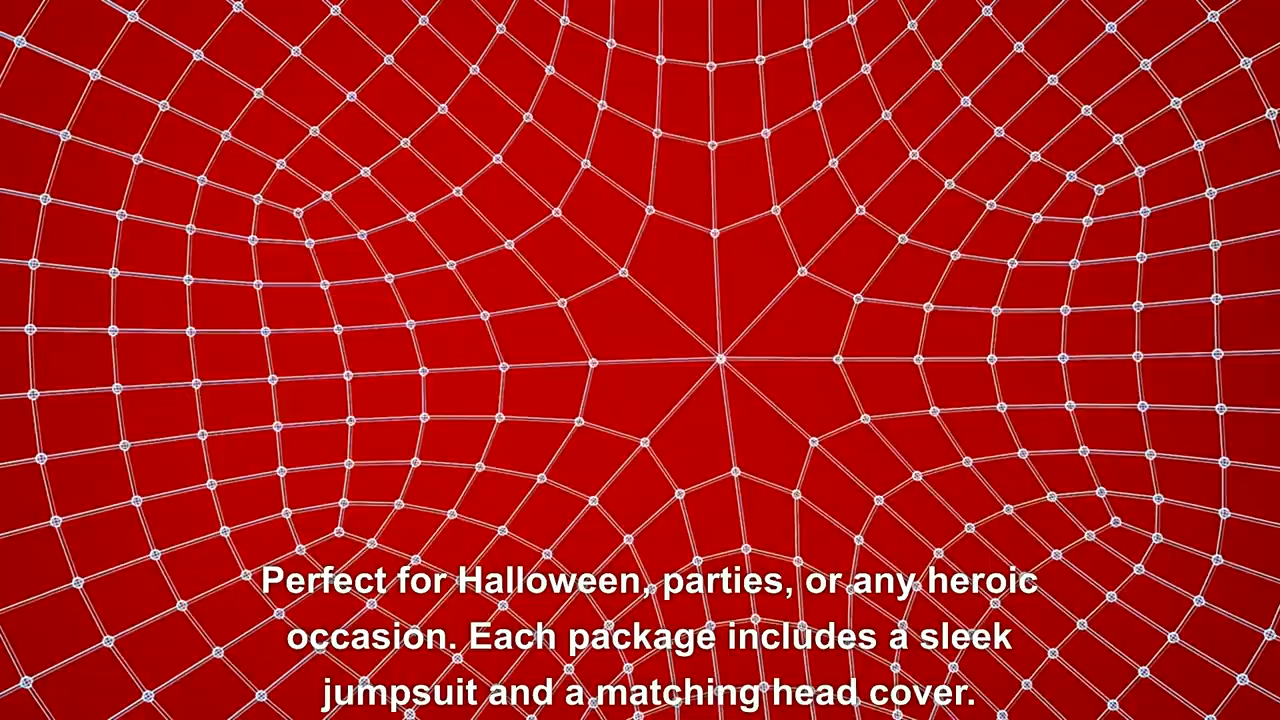 Perfect for Halloween, parties, or any heroic
occasion. Each package includes a sleek
jumpsuit and a matching head cover.